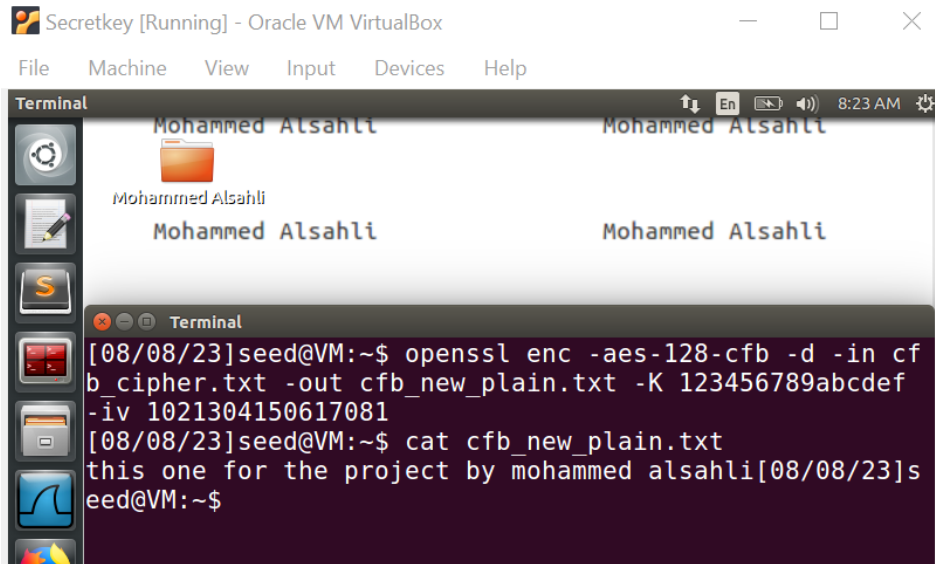 Secretkey [Running] - Oracle VM VirtualBox
File Machine View Input Devices Help
Terminal En 8:23 AM
Mohammed Alsahli Mohammed Alsahli
Mohammed Alsahli
Mohammed Alsahli Mohammed Alsahli
Terminal
[08/08/23]seed@VM:~$ openssl enc -aes-128-cfb -d -in cf
b_cipher.txt -out cfb_new_plain.txt -K 123456789abcdef
-iv 1021304150617081
[08/08/23]seed@VM:~$ cat cfb_new_plain.txt
this one for the project by mohammed alsahli[08/08/23]s
eed@VM:~$